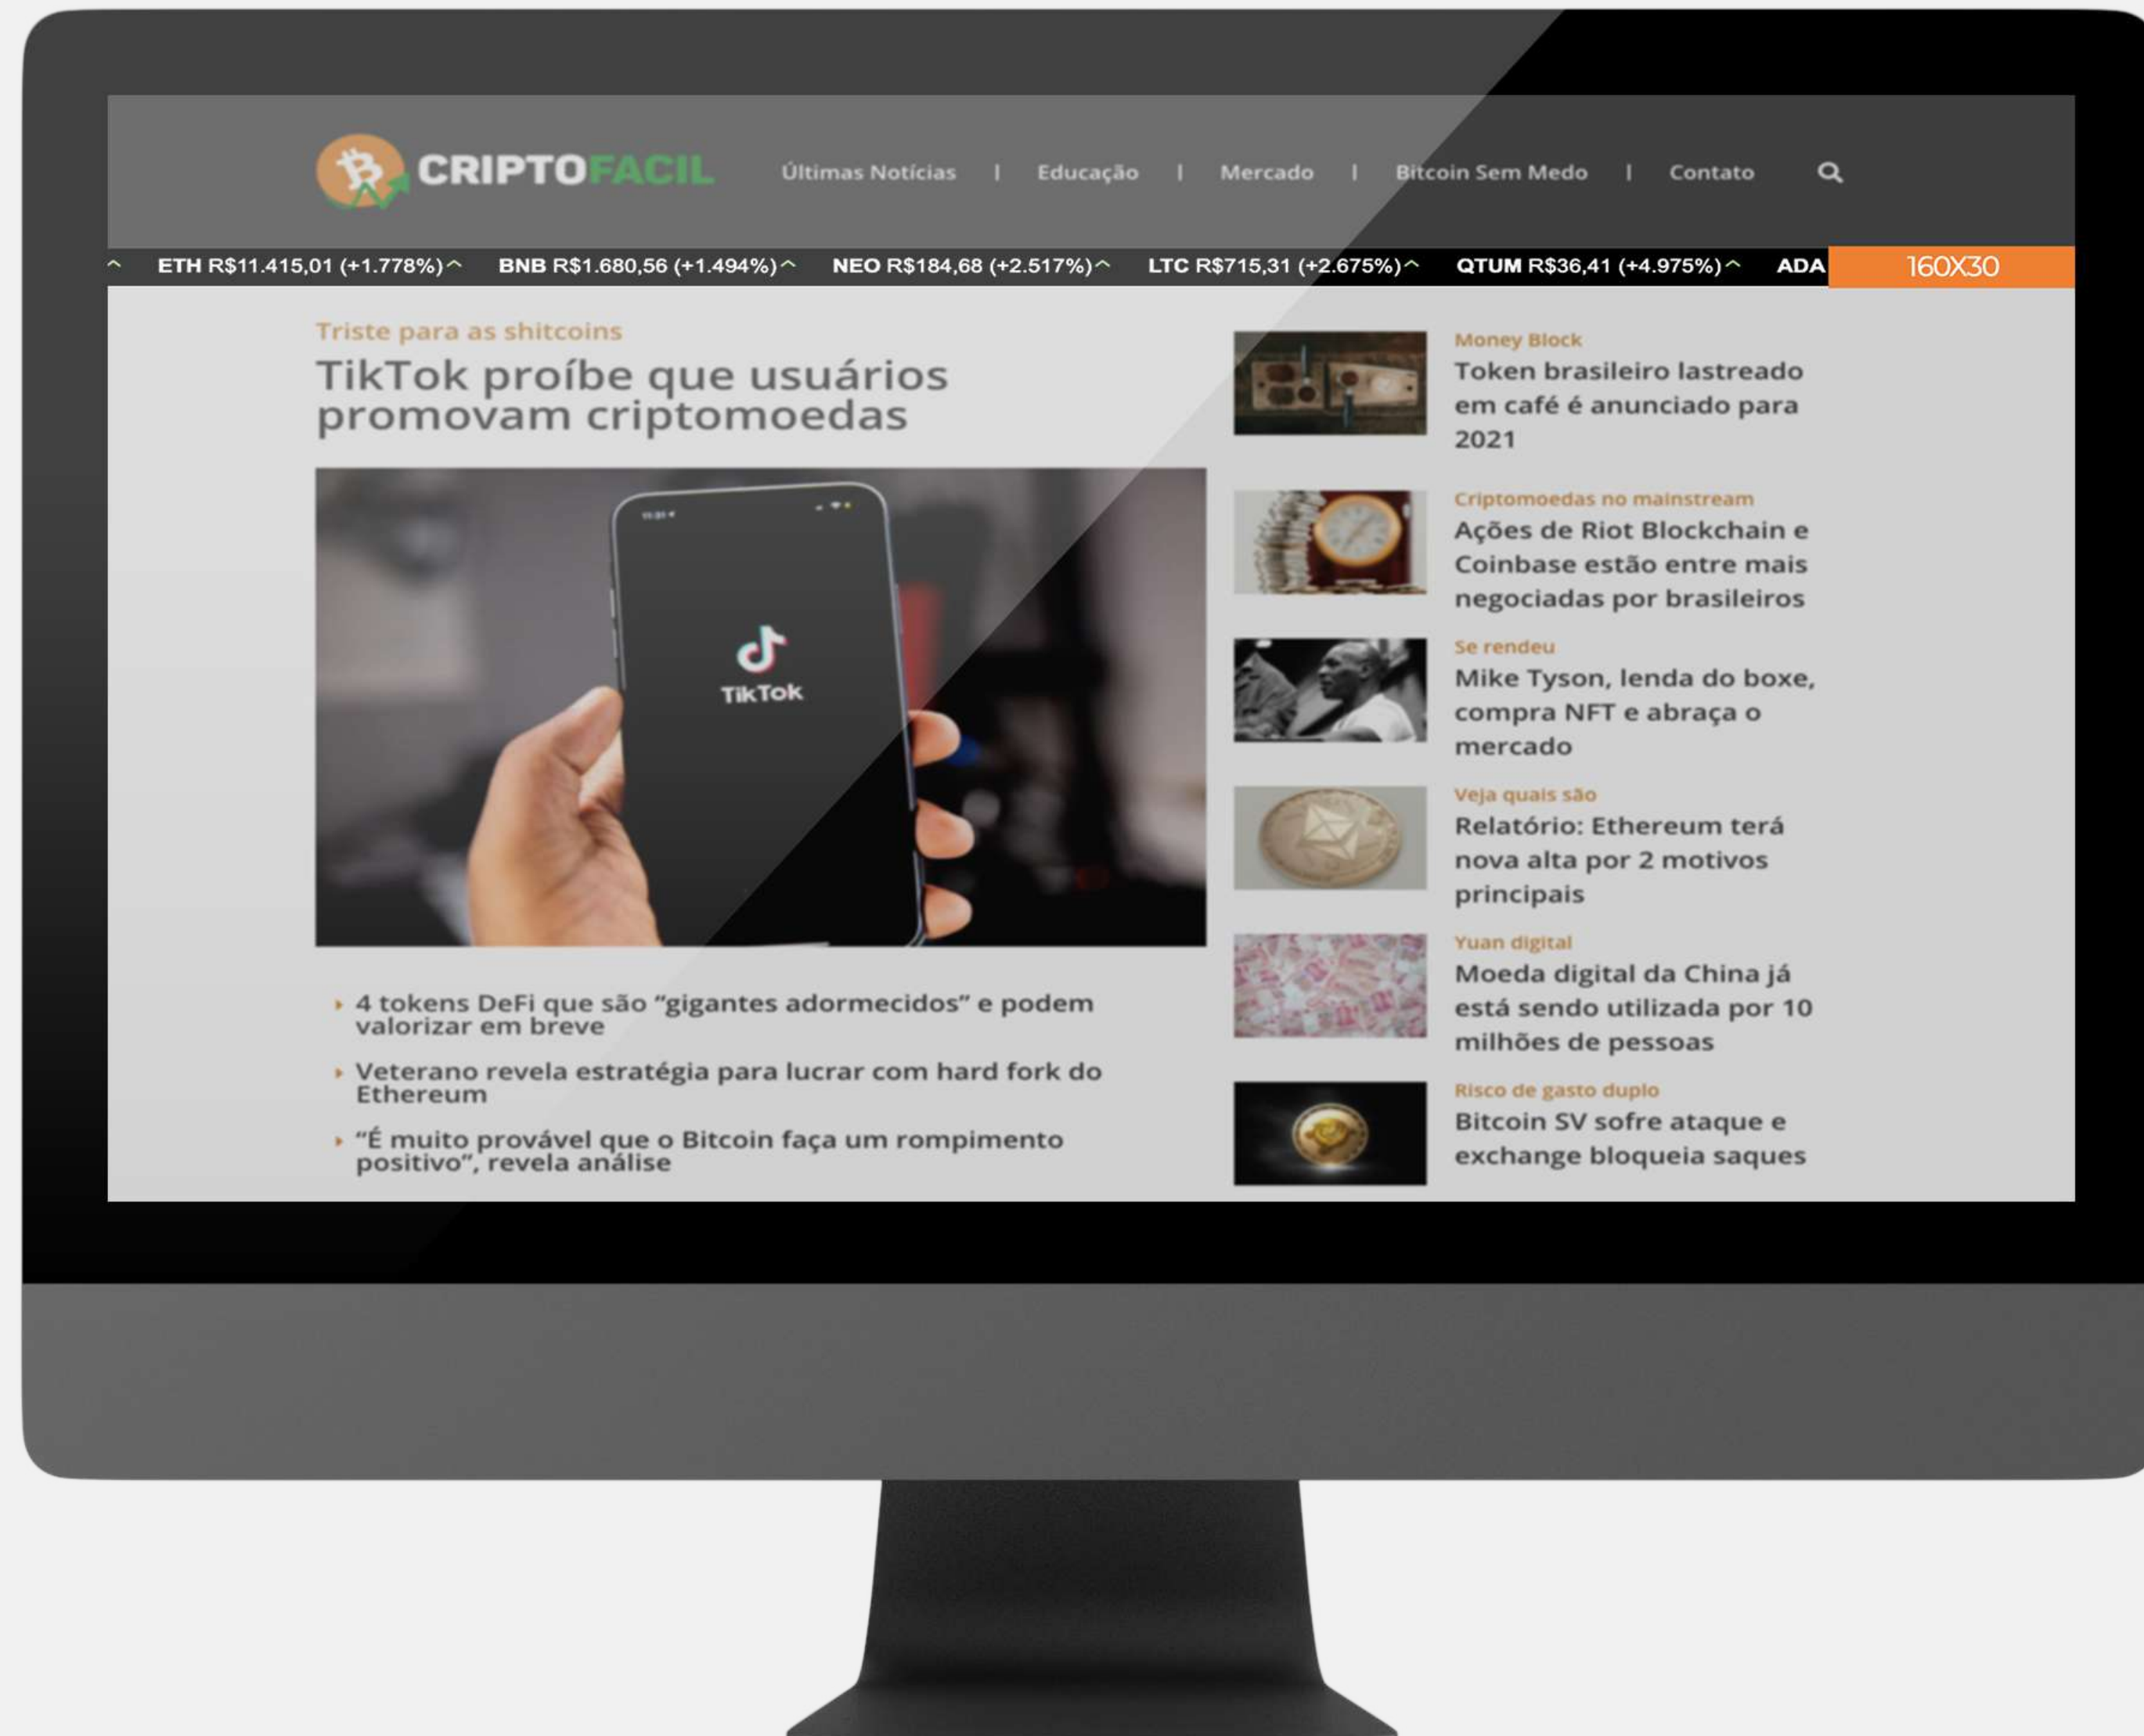 CRIPTOFACIL
Últimas Notícias | Educação | Mercado | Bitcoin Sem Medo | Contato
ETH R$11.415,01 (+1.778%) BNB R$1.680,56 (+1.494%) NEO R$184,68 (+2.517%) LTC R$715,31 (+2.675%) QTUM R$36,41 (+4.975%) ADA 160X30
Triste para as shitcoins
TikTok proíbe que usuários
promovam criptomoedas
TikTok
4 tokens DeFi que são “gigantes adormecidos” e podem
valorizar em breve
Veterano revela estratégia para lucrar com hard fork do
Ethereum
“É muito provável que o Bitcoin faça um rompimento
positivo”, revela análise
Money Block
Token brasileiro lastreado
em café é anunciado para
2021
Criptomoedas no mainstream
Ações de Riot Blockchain e
Coinbase estão entre mais
negociadas por brasileiros
Se rendeu
Mike Tyson, lenda do boxe,
compra NFT e abraça o
mercado
Veja quais são
Relatório: Ethereum terá
nova alta por 2 motivos
principais
Yuan digital
Moeda digital da China já
está sendo utilizada por 10
milhões de pessoas
Risco de gasto duplo
Bitcoin SV sofre ataque e
exchange bloqueia saques